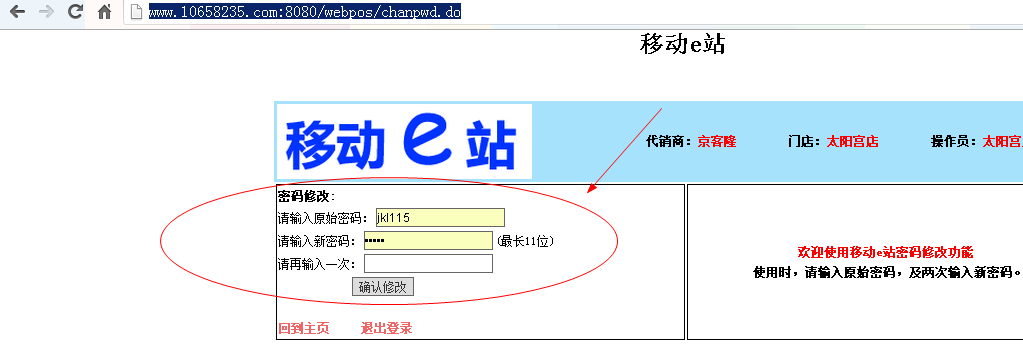 www.10658235.com:8080/webpos/chanpwd.do
移动e站
移动 e 站
代销商：京客隆 门店：太阳宫店 操作员：太阳宫
密码修改：
请输入原始密码： jkl115
请输入新密码： ••••• (最长11位)
请再输入一次：
确认修改
回到主页 退出登录
欢迎使用移动e站密码修改功能
使用时，请输入原始密码，及两次输入新密码。